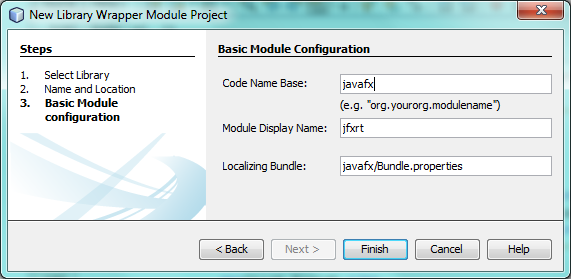 New Library Wrapper Module Project
Steps
1. Select Library
2. Name and Location
3. Basic Module
configuration
Basic Module Configuration
Code Name Base: javafx
(e.g. "org.yourorg.modulename")
Module Display Name: jfxrt
Localizing Bundle: javafx/Bundle.properties
< Back Next > Finish Cancel Help